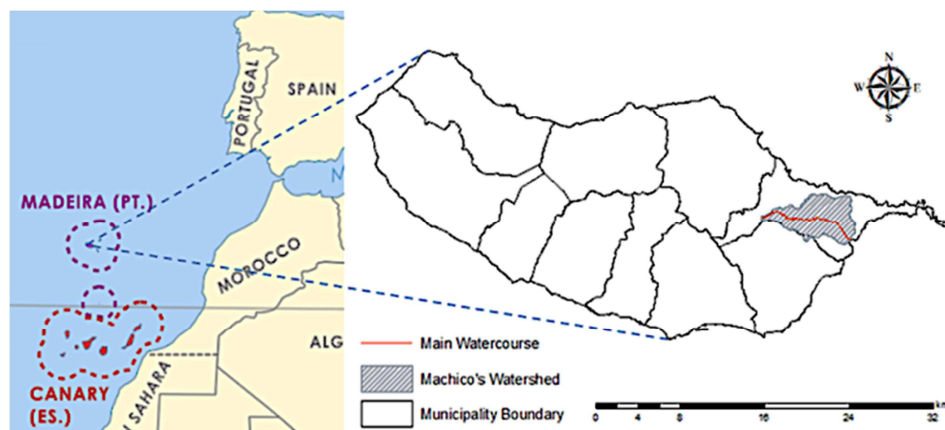 PORTUGAL
SPAIN
M
MADEIRA (PT.)
MOROCCO
ALG
CANARY
(ES.)
I SAHARA
N
W E
S
Main Watercourse
Machico's Watershed
Municipality Boundary
0 4 8 16 24 32
km